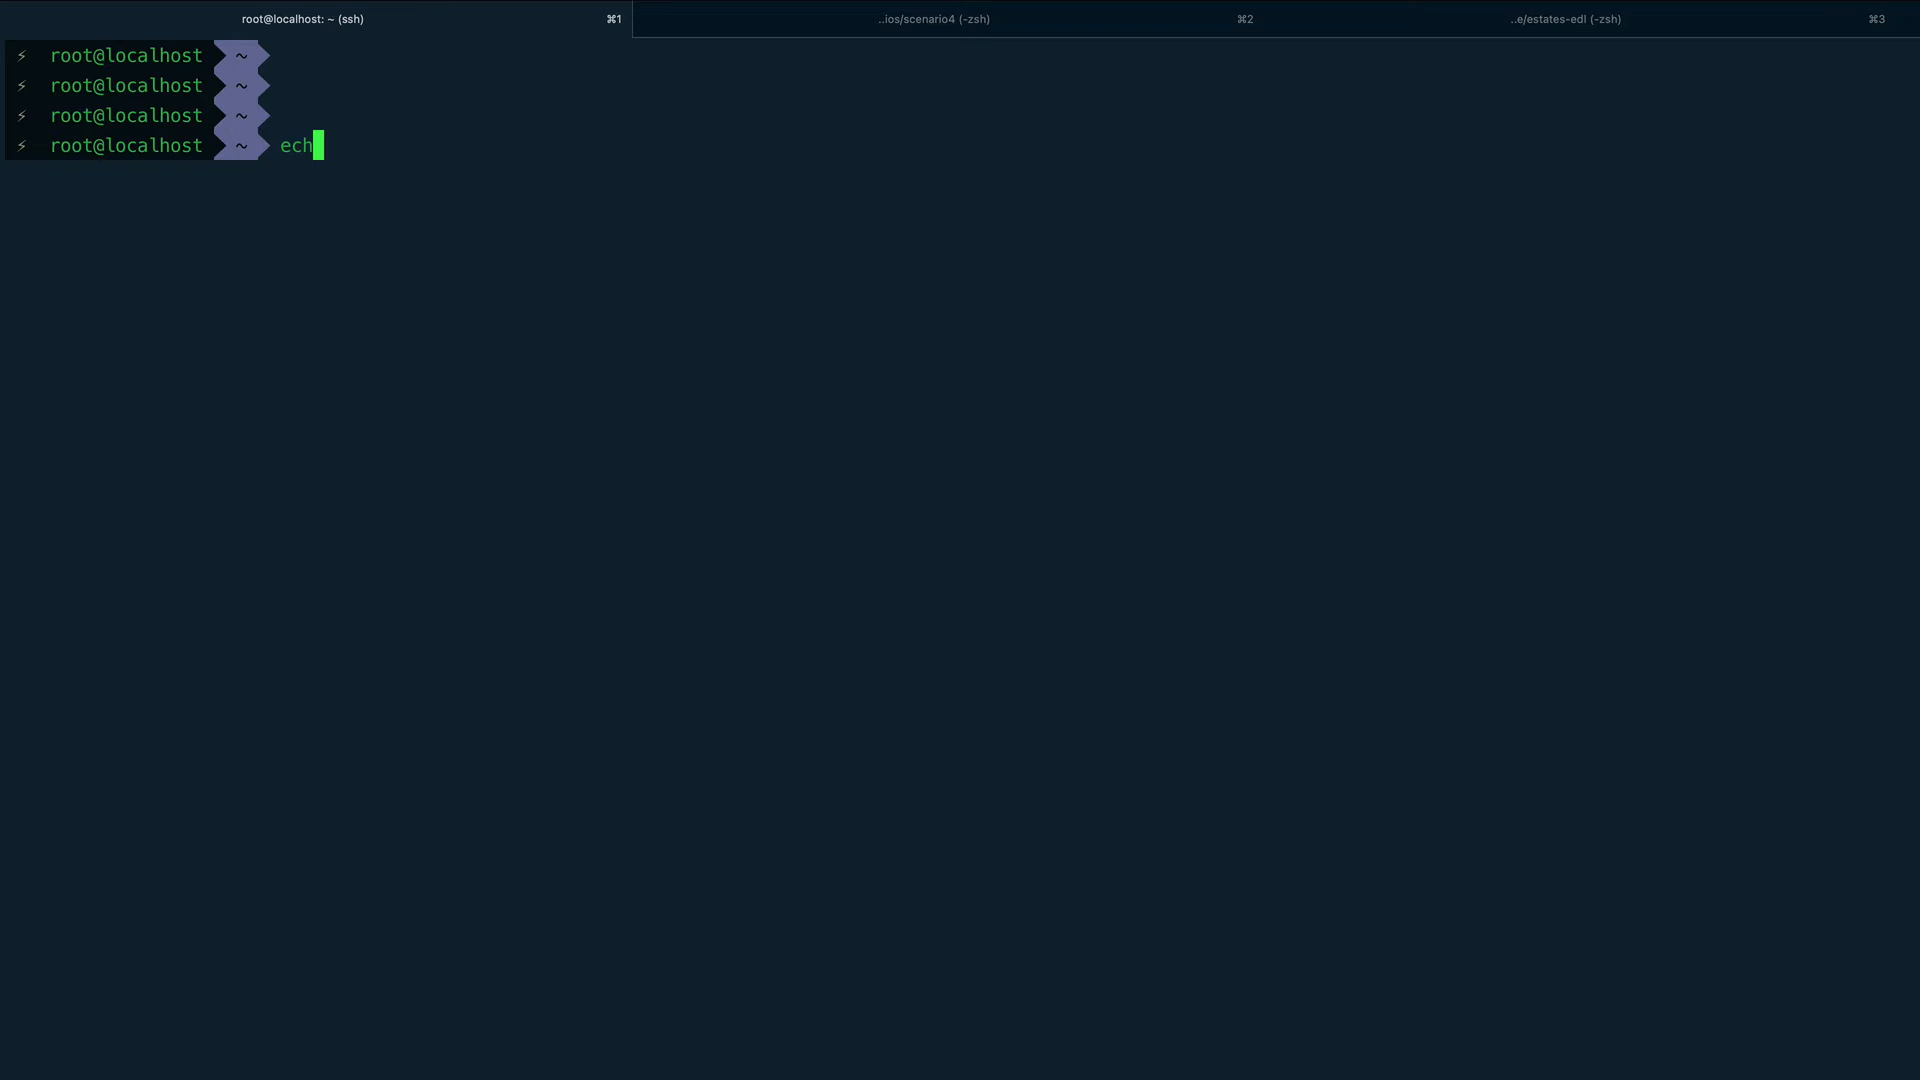 root@localhost: ~ (ssh) ⌘1 ..ios/scenario4 (-zsh) ⌘2 ..e/estates-edl (-zsh) ⌘3
⚡ root@localhost ~
⚡ root@localhost ~
⚡ root@localhost ~
⚡ root@localhost ~ ech